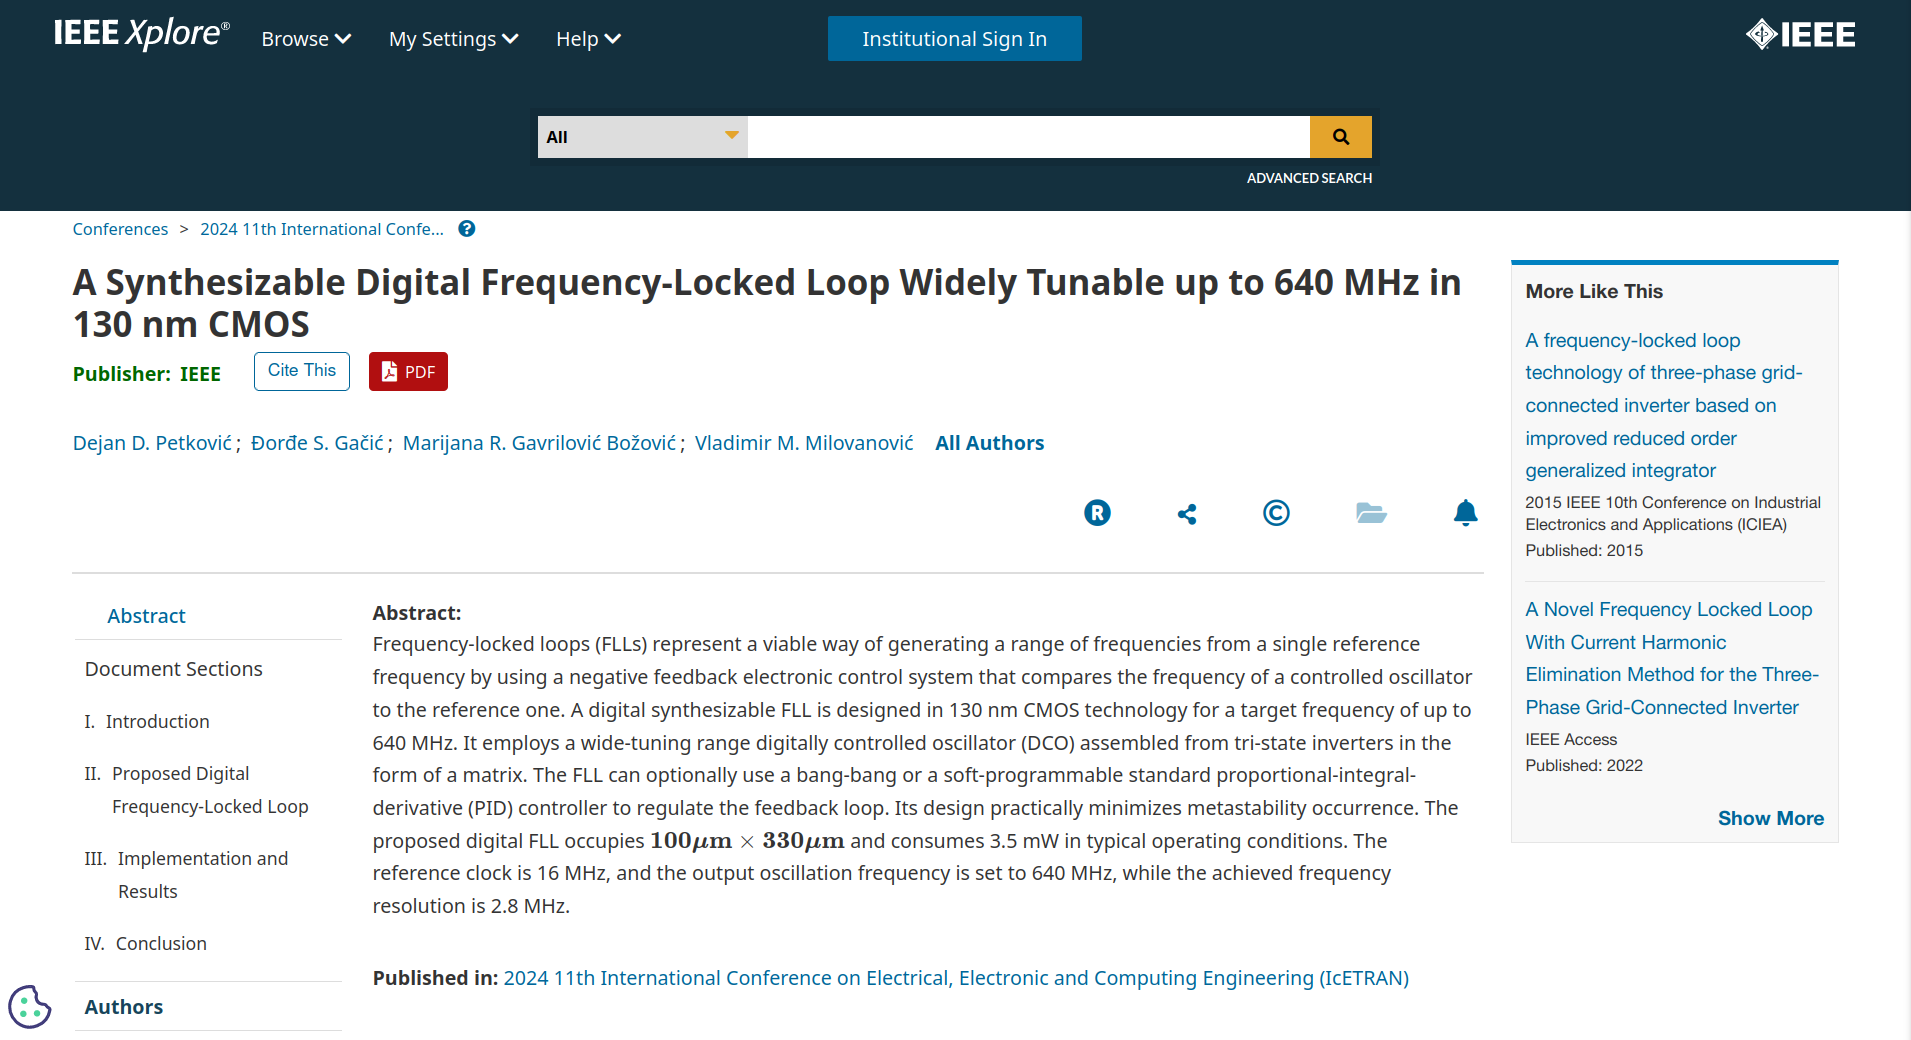 IEEE Xplore®
Browse
My Settings
Help
Institutional Sign In
IEEE
All
ADVANCED SEARCH
Conferences > 2024 11th International Confe... ?
A Synthesizable Digital Frequency-Locked Loop Widely Tunable up to 640 MHz in
130 nm CMOS
Publisher: IEEE
Cite This
PDF
Dejan D. Petković ; Đorđe S. Gačić ; Marijana R. Gavrilović Božović ; Vladimir M. Milovanović All Authors
R
©
Abstract
Document Sections
I. Introduction
II. Proposed Digital
Frequency-Locked Loop
III. Implementation and
Results
IV. Conclusion
Authors
Abstract:
Frequency-locked loops (FLLs) represent a viable way of generating a range of frequencies from a single reference
frequency by using a negative feedback electronic control system that compares the frequency of a controlled oscillator
to the reference one. A digital synthesizable FLL is designed in 130 nm CMOS technology for a target frequency of up to
640 MHz. It employs a wide-tuning range digitally controlled oscillator (DCO) assembled from tri-state inverters in the
form of a matrix. The FLL can optionally use a bang-bang or a soft-programmable standard proportional-integral-
derivative (PID) controller to regulate the feedback loop. Its design practically minimizes metastability occurrence. The
proposed digital FLL occupies 100μm × 330μm and consumes 3.5 mW in typical operating conditions. The
reference clock is 16 MHz, and the output oscillation frequency is set to 640 MHz, while the achieved frequency
resolution is 2.8 MHz.
Published in: 2024 11th International Conference on Electrical, Electronic and Computing Engineering (IcETRAN)
More Like This
A frequency-locked loop
technology of three-phase grid-
connected inverter based on
improved reduced order
generalized integrator
2015 IEEE 10th Conference on Industrial
Electronics and Applications (ICIEA)
Published: 2015
A Novel Frequency Locked Loop
With Current Harmonic
Elimination Method for the Three-
Phase Grid-Connected Inverter
IEEE Access
Published: 2022
Show More